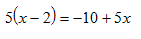 5(x − 2) = −10 + 5x